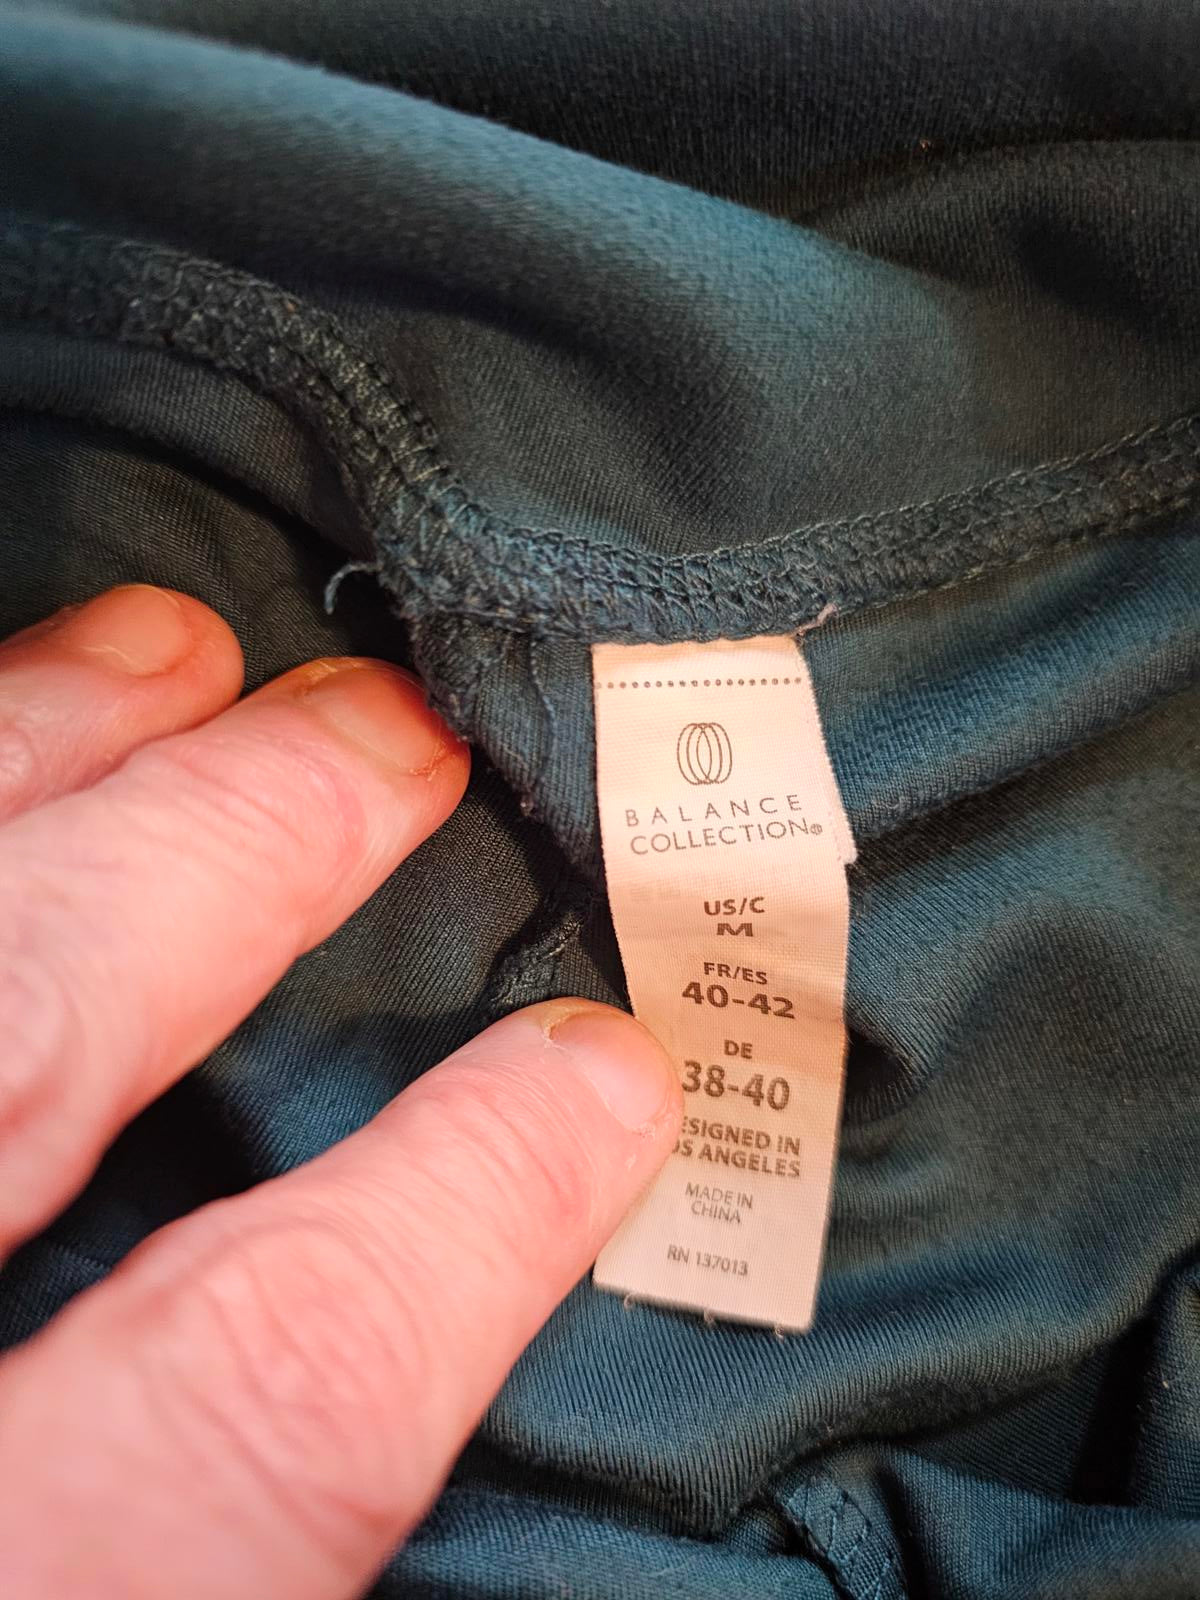 BALANCE
COLLECTION®
US/C
M
FR/ES
40-42
DE
38-40
ESIGNED IN
OS ANGELES
MADE IN
CHINA
RN 137013